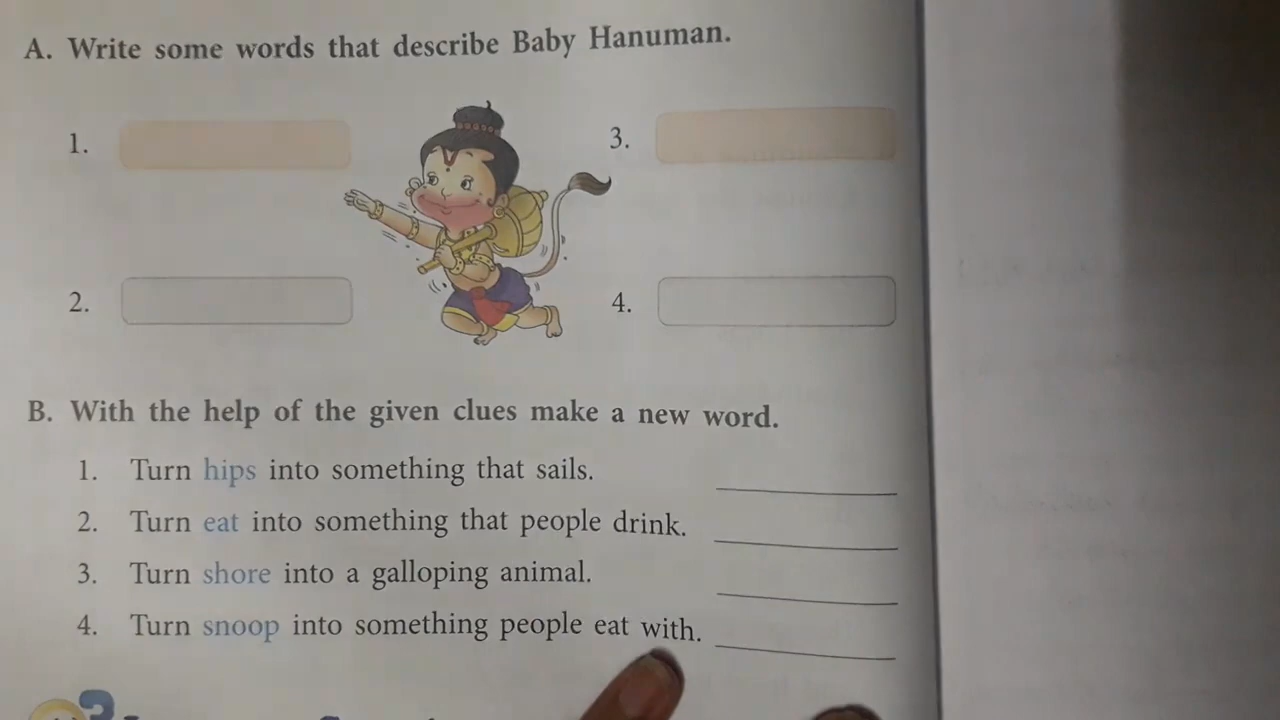 A. Write some words that describe Baby Hanuman.
1.
3.
2.
4.
B. With the help of the given clues make a new word.
1. Turn hips into something that sails.
2. Turn eat into something that people drink.
3. Turn shore into a galloping animal.
4. Turn snoop into something people eat with.